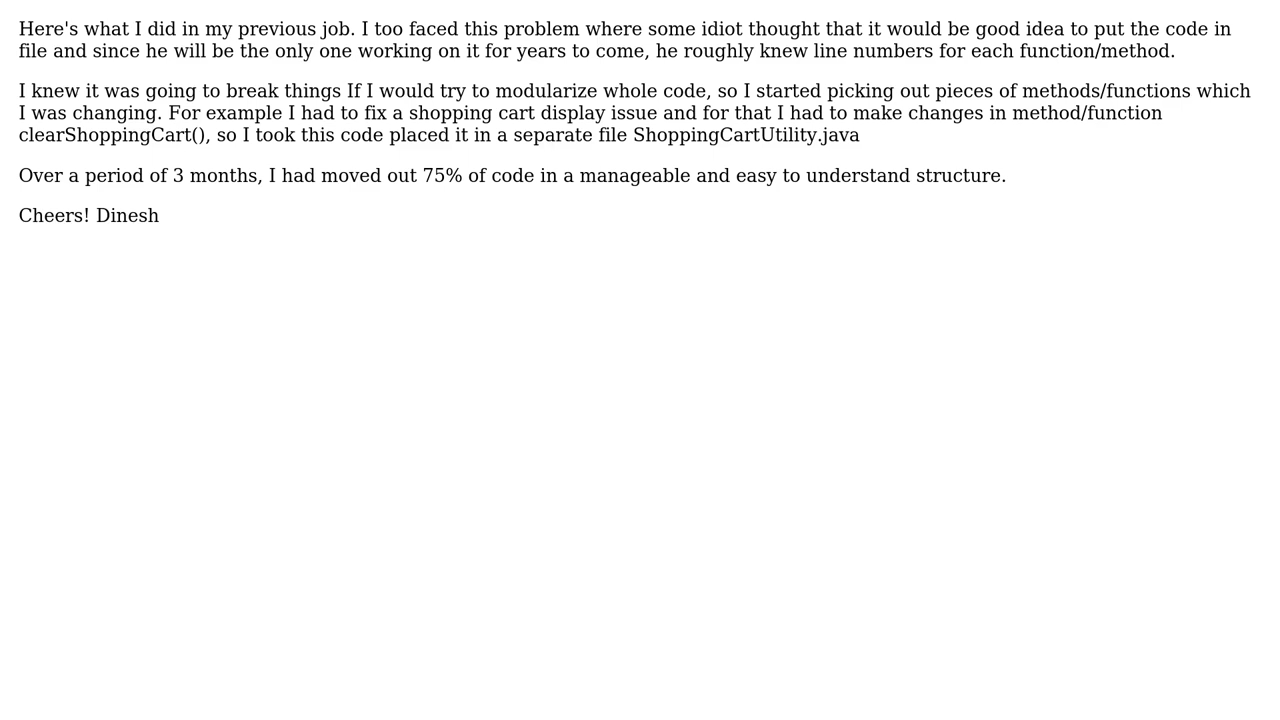 Here's what I did in my previous job. I too faced this problem where some idiot thought that it would be good idea to put the code in
file and since he will be the only one working on it for years to come, he roughly knew line numbers for each function/method.
I knew it was going to break things If I would try to modularize whole code, so I started picking out pieces of methods/functions which
I was changing. For example I had to fix a shopping cart display issue and for that I had to make changes in method/function
clearShoppingCart(), so I took this code placed it in a separate file ShoppingCartUtility.java
Over a period of 3 months, I had moved out 75% of code in a manageable and easy to understand structure.
Cheers! Dinesh